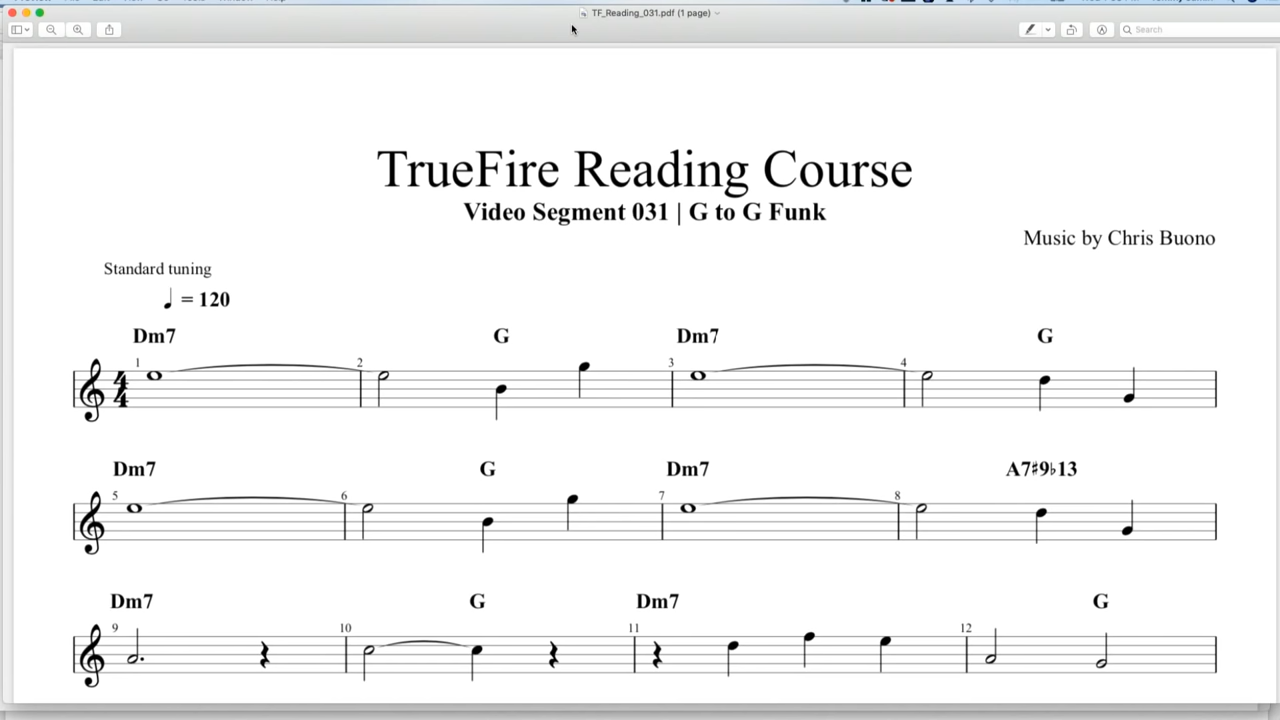 TF_Reading_031.pdf (1 page)
Search
TrueFire Reading Course
Video Segment 031 | G to G Funk
Music by Chris Buono
Standard tuning
♩ = 120
Dm7 G Dm7 G
1 2 3 4
4
4
Dm7 G Dm7 A7♯9♭13
5 6 7 8
Dm7 G Dm7 G
9 10 11 12